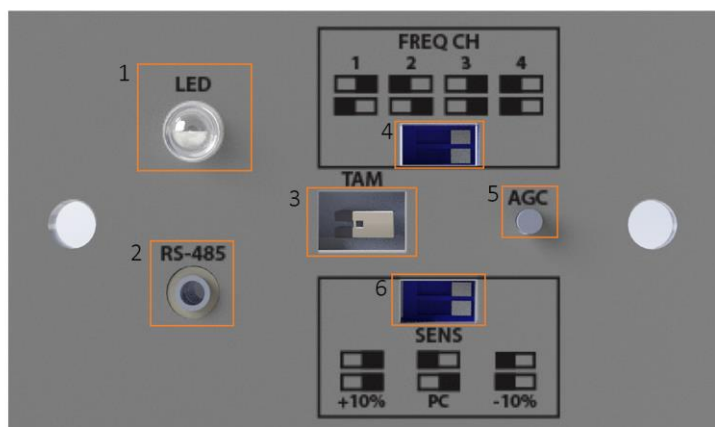 FREQ CH
1 2 3 4
1
LED
4
TAM
3
5
AGC
2
RS-485
6
SENS
+10% PC -10%